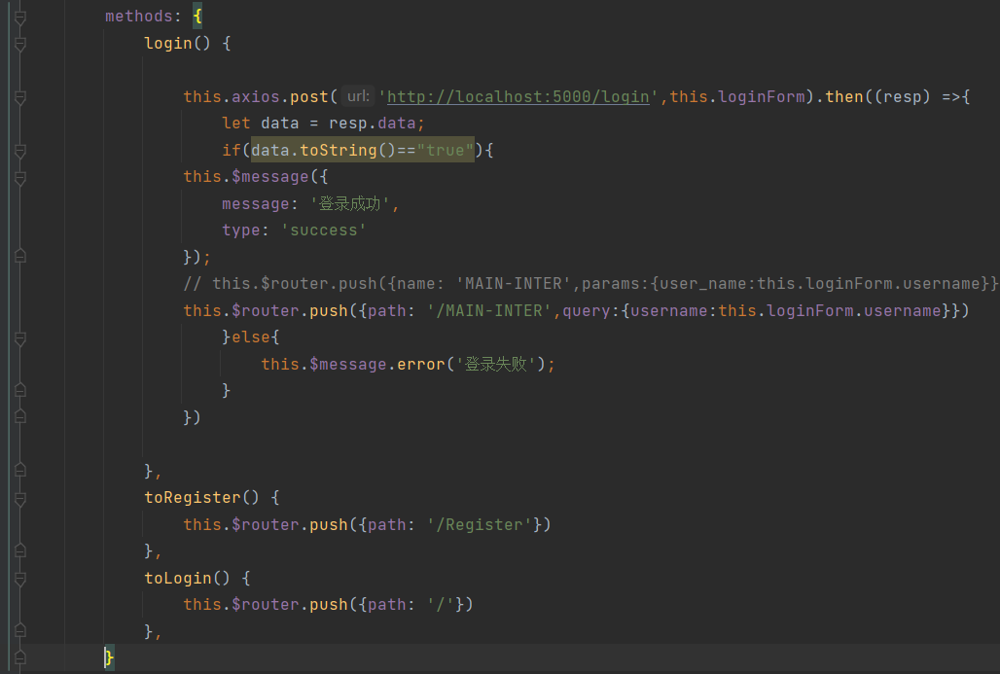 methods: {
login() {
this.axios.post( url: 'http://localhost:5000/login',this.loginForm).then((resp) =>{
let data = resp.data;
if(data.toString()=="true"){
this.$message({
message: '登录成功',
type: 'success'
});
// this.$router.push({name: 'MAIN-INTER',params:{user_name:this.loginForm.username}}
this.$router.push({path: '/MAIN-INTER',query:{username:this.loginForm.username}})
}else{
this.$message.error('登录失败');
}
})
},
toRegister() {
this.$router.push({path: '/Register'})
},
toLogin() {
this.$router.push({path: '/'})
},
}